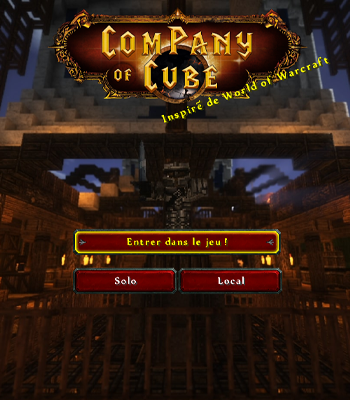 Company
of Cube
Inspiré de World of Warcraft
Entrer dans le jeu !
Solo
Local